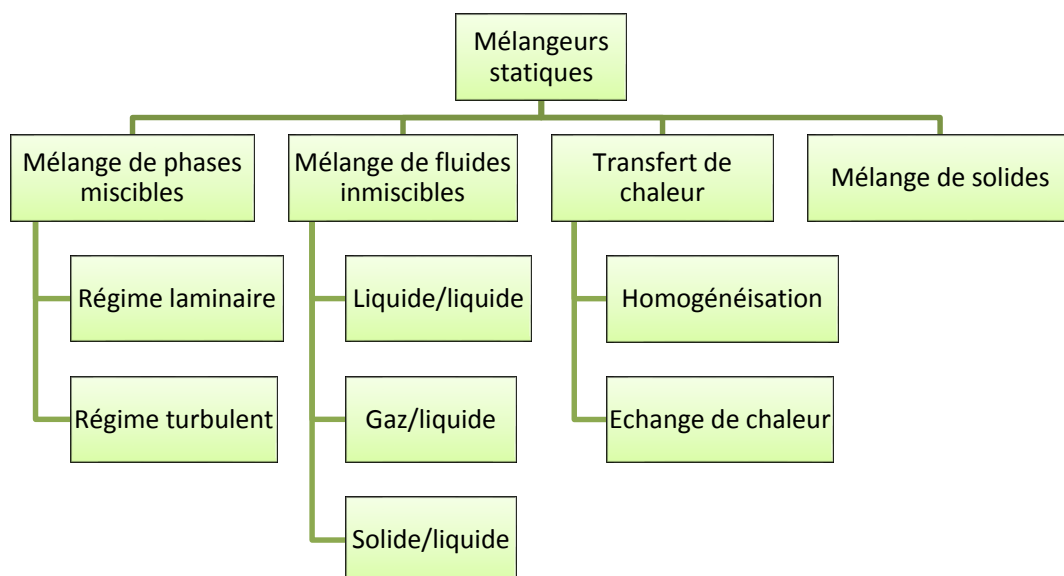 Mélangeurs
statiques
Mélange de phases
miscibles
Mélange de fluides
inmiscibles
Transfert de
chaleur
Mélange de solides
Régime laminaire
Liquide/liquide
Homogénéisation
Régime turbulent
Gaz/liquide
Echange de chaleur
Solide/liquide